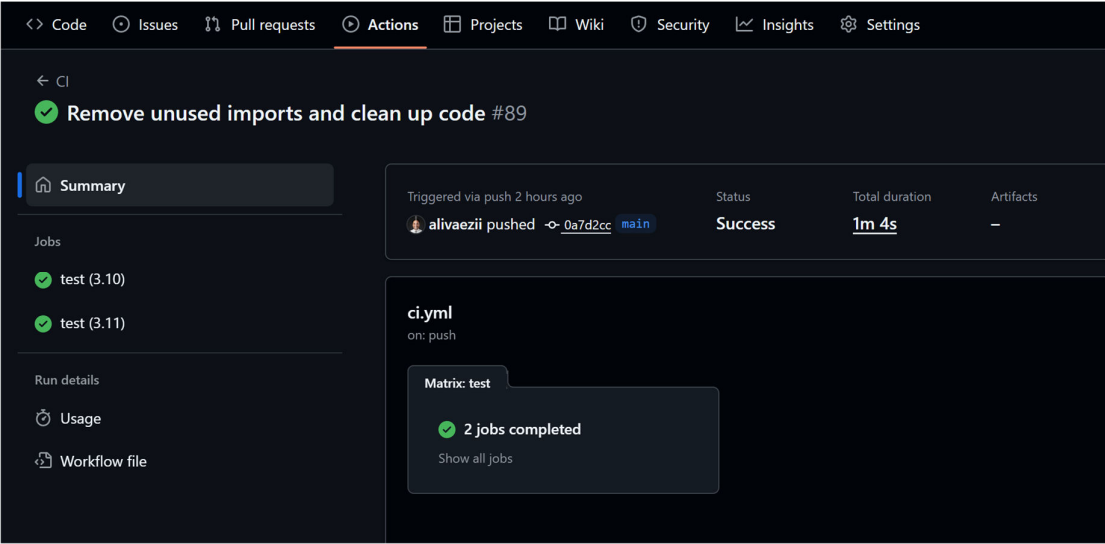 Code Issues Pull requests Actions Projects Wiki Security Insights Settings
CI
Remove unused imports and clean up code #89
Summary
Jobs
test (3.10)
test (3.11)
Run details
Usage
Workflow file
Triggered via push 2 hours ago
alivaezii pushed 0a7d2cc main
Status
Success
Total duration
1m 4s
Artifacts
–
ci.yml
on: push
Matrix: test
2 jobs completed
Show all jobs